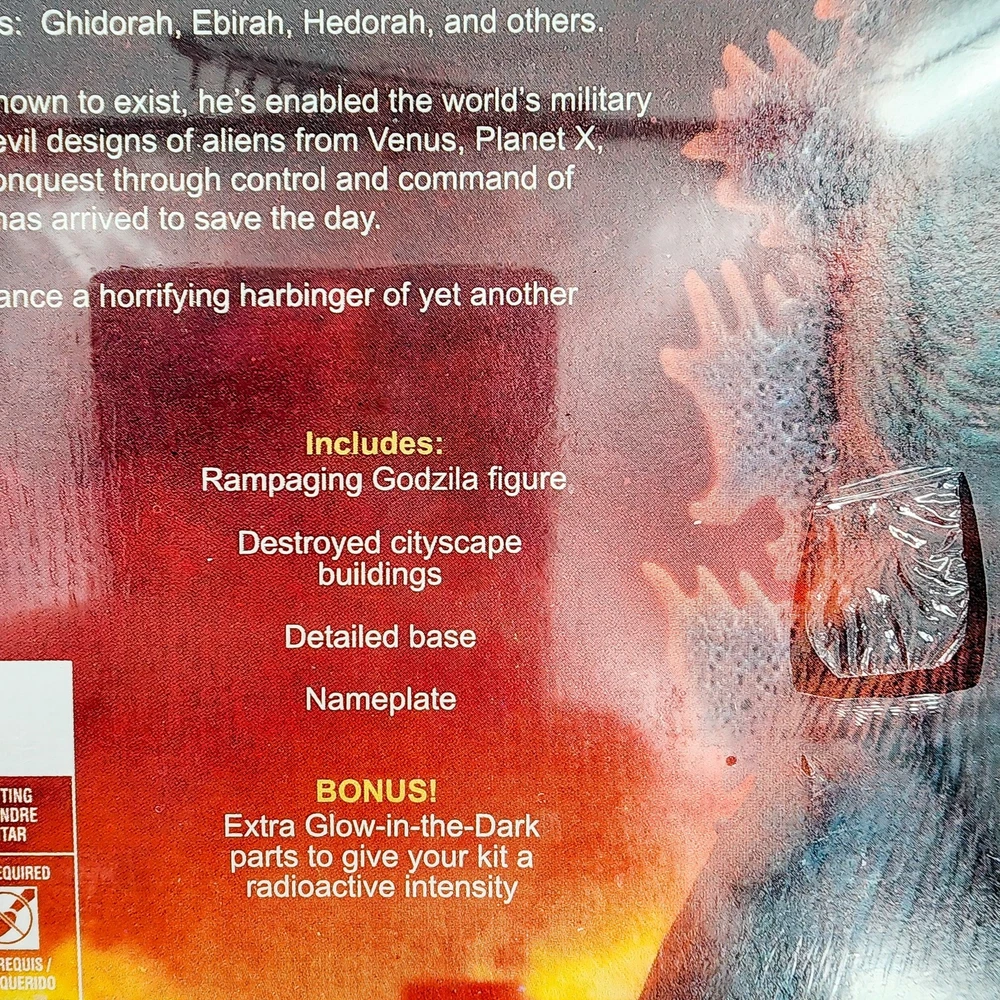 s: Ghidorah, Ebirah, Hedorah, and others.
nown to exist, he's enabled the world's military
evil designs of aliens from Venus, Planet X,
onquest through control and command of
has arrived to save the day.
ance a horrifying harbinger of yet another
Includes:
Rampaging Godzila figure
Destroyed cityscape
buildings
Detailed base
Nameplate
BONUS!
Extra Glow-in-the-Dark
parts to give your kit a
radioactive intensity
TING
NDRE
TAR
EQUIRED
REQUIS /
QUERIDO